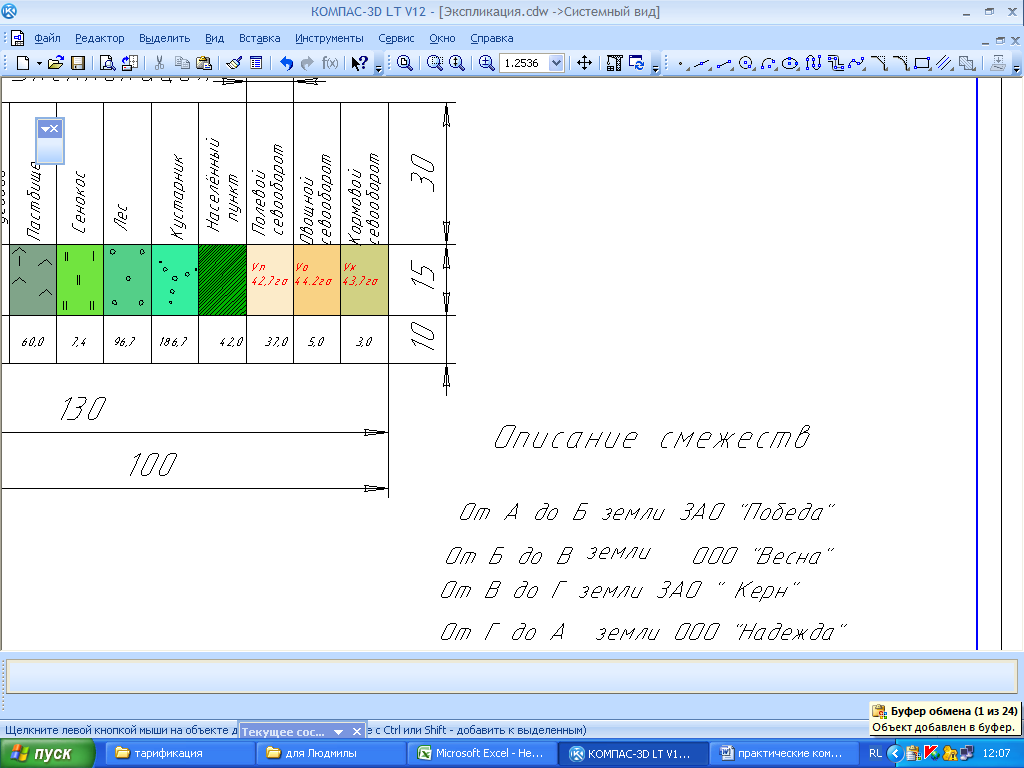 КОМПАС-3D LT V12 - [Экспликация.cdw ->Системный вид]
Файл Редактор Выделить Вид Вставка Инструменты Сервис Окно Справка
f(x) 1.2536
Пастбище
Сенокас
Лес
Кустарник
Населённый
пункт
Полевой
севооборот
Овощной
севооборот
Кормовой
севооборот
30
Уп
42,7га
Уо
44.2га
Ук
43,7га
15
60,0 7,4 96,7 186,7 42,0 37,0 5,0 3,0
10
130
100
Описание смежеств
От А до Б земли ЗАО "Победа"
От Б до В земли ООО "Весна"
От В до Г земли ЗАО " Керн"
От Г до А земли ООО "Надежда"
Буфер обмена (1 из 24)
Объект добавлен в буфер.
Щелкните левой кнопкой мыши на объекте д
Текущее сос...
е с Ctrl или Shift - добавить к выделенным)
пуск тарификация для Людмилы Microsoft Excel - Не... КОМПАС-3D LT V1... практические ком... RL 12:07